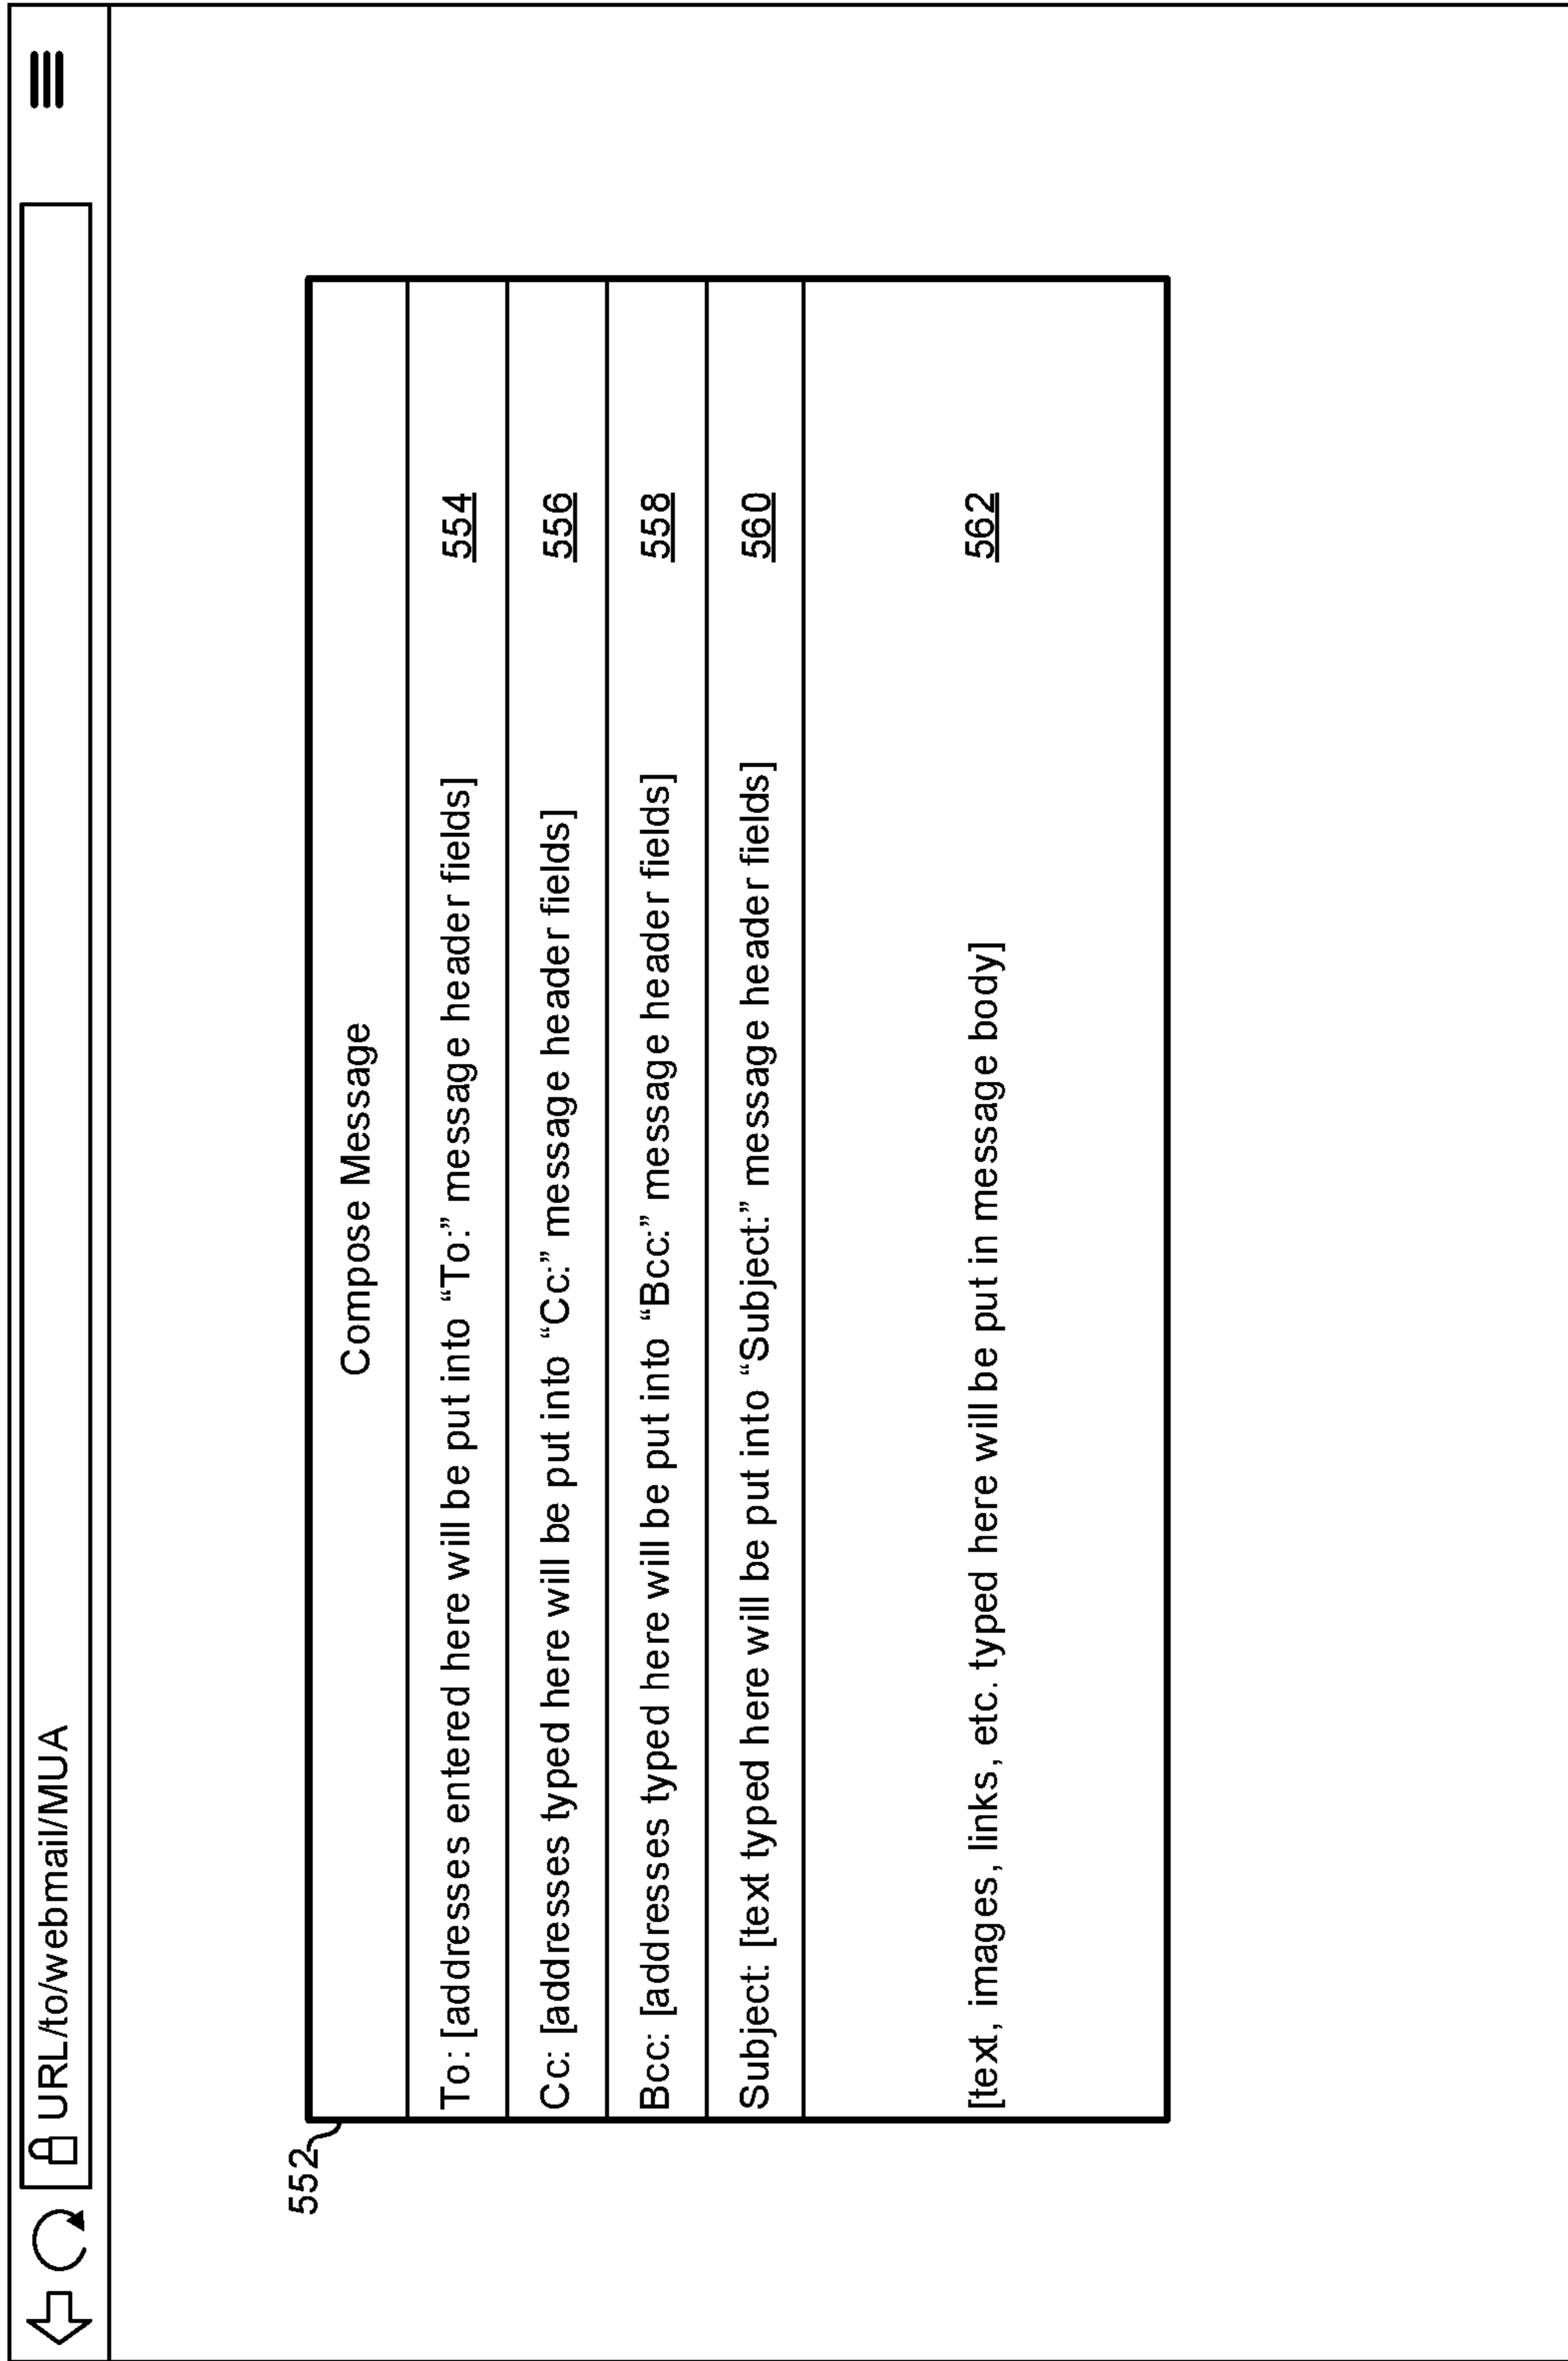 URL/to/webmail/MUA
552
Compose Message
To: [addresses entered here will be put into “To:” message header fields] 554
Cc: [addresses typed here will be put into “Cc:” message header fields] 556
Bcc: [addresses typed here will be put into “Bcc:” message header fields] 558
Subject: [text typed here will be put into “Subject:” message header fields] 560
[text, images, links, etc. typed here will be put in message body] 562